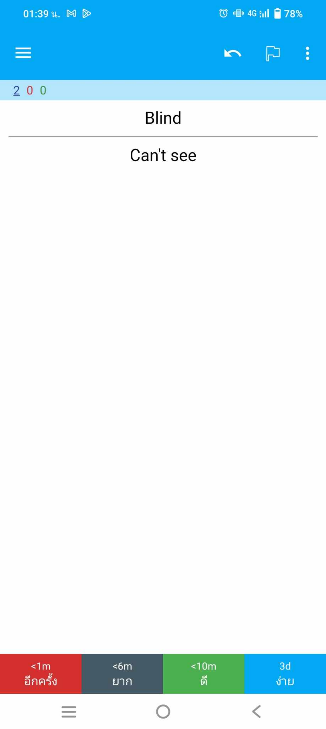 01:39 น. 4G 78%
2 0 0
Blind
Can't see
<1m <6m <10m 3d
อีกครั้ง ยาก ดี ง่าย